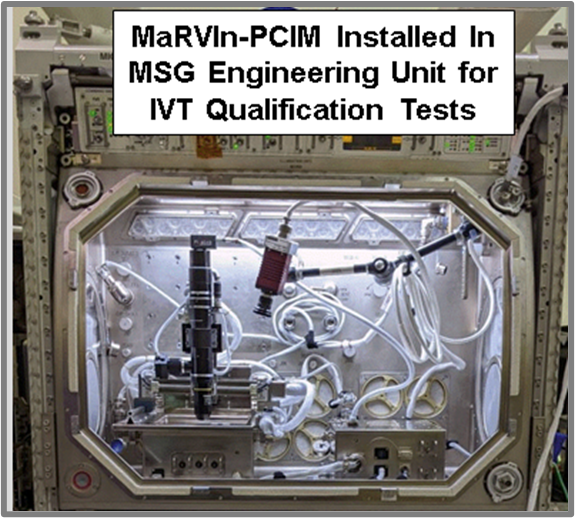 MaRVIn-PCIM Installed In
MSG Engineering Unit for
IVT Qualification Tests